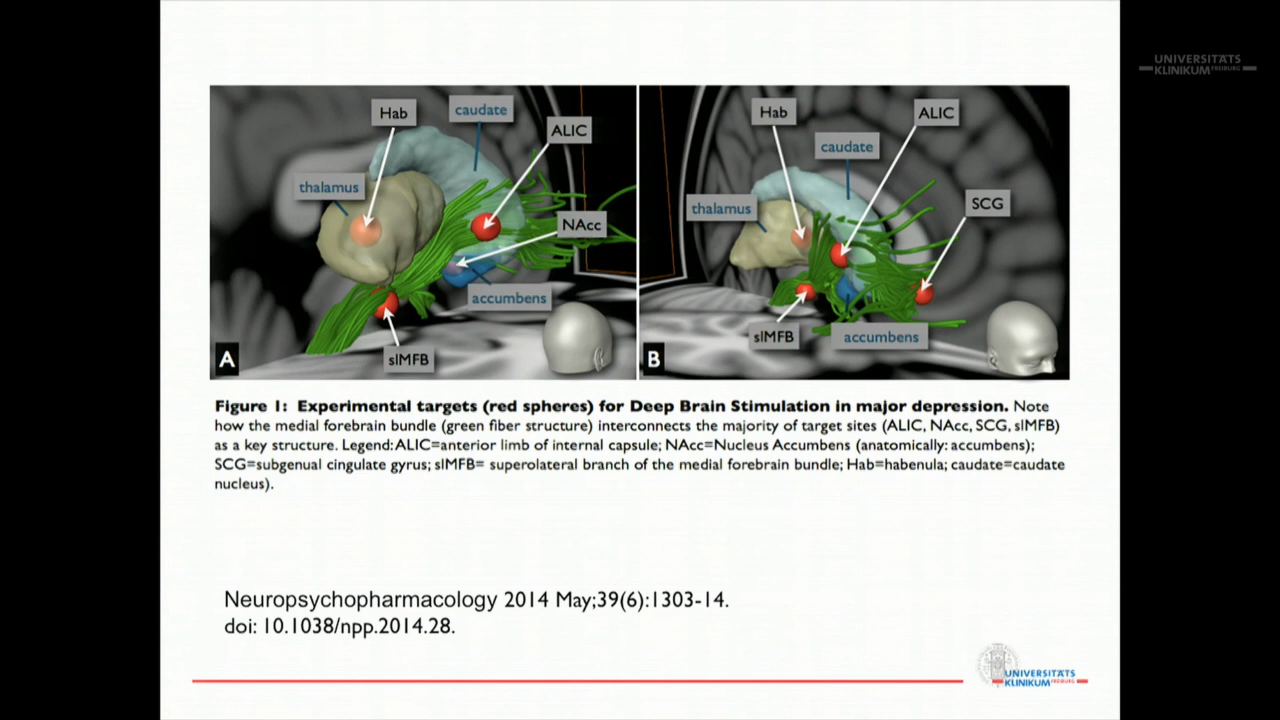 UNIVERSITÄTS
KLINIKUM FREIBURG
Hab
caudate
ALIC
thalamus
NAcc
accumbens
slMFB
A
Hab
ALIC
caudate
SCG
thalamus
slMFB
accumbens
B
Figure 1: Experimental targets (red spheres) for Deep Brain Stimulation in major depression. Note
how the medial forebrain bundle (green fiber structure) interconnects the majority of target sites (ALIC, NAcc, SCG, slMFB)
as a key structure. Legend: ALIC=anterior limb of internal capsule; NAcc=Nucleus Accumbens (anatomically: accumbens);
SCG=subgenual cingulate gyrus; slMFB= superolateral branch of the medial forebrain bundle; Hab=habenula; caudate=caudate
nucleus).
Neuropsychopharmacology 2014 May;39(6):1303-14.
doi: 10.1038/npp.2014.28.
UNIVERSITÄTS
KLINIKUM FREIBURG